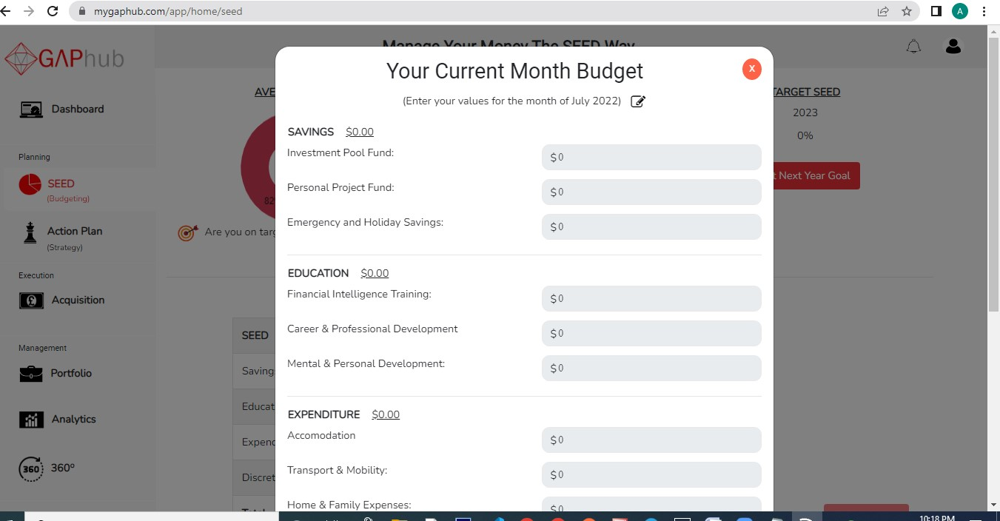 mygaphub.com/app/home/seed
A
GAPhub
Manage Your Money The SEED Way
Dashboard
Planning
SEED
(Budgeting)
Action Plan
(Strategy)
Execution
Acquisition
Management
Portfolio
Analytics
360
360º
AVE
82
Are you on targ
SEED
Saving
Educat
Expend
Discret
TARGET SEED
2023
0%
t Next Year Goal
Your Current Month Budget
X
(Enter your values for the month of July 2022)
SAVINGS $0.00
Investment Pool Fund: $0
Personal Project Fund: $0
Emergency and Holiday Savings: $0
EDUCATION $0.00
Financial Intelligence Training: $0
Career & Professional Development $0
Mental & Personal Development: $0
EXPENDITURE $0.00
Accomodation $0
Transport & Mobility: $0
Home & Family Expenses: $0
10:18 PM